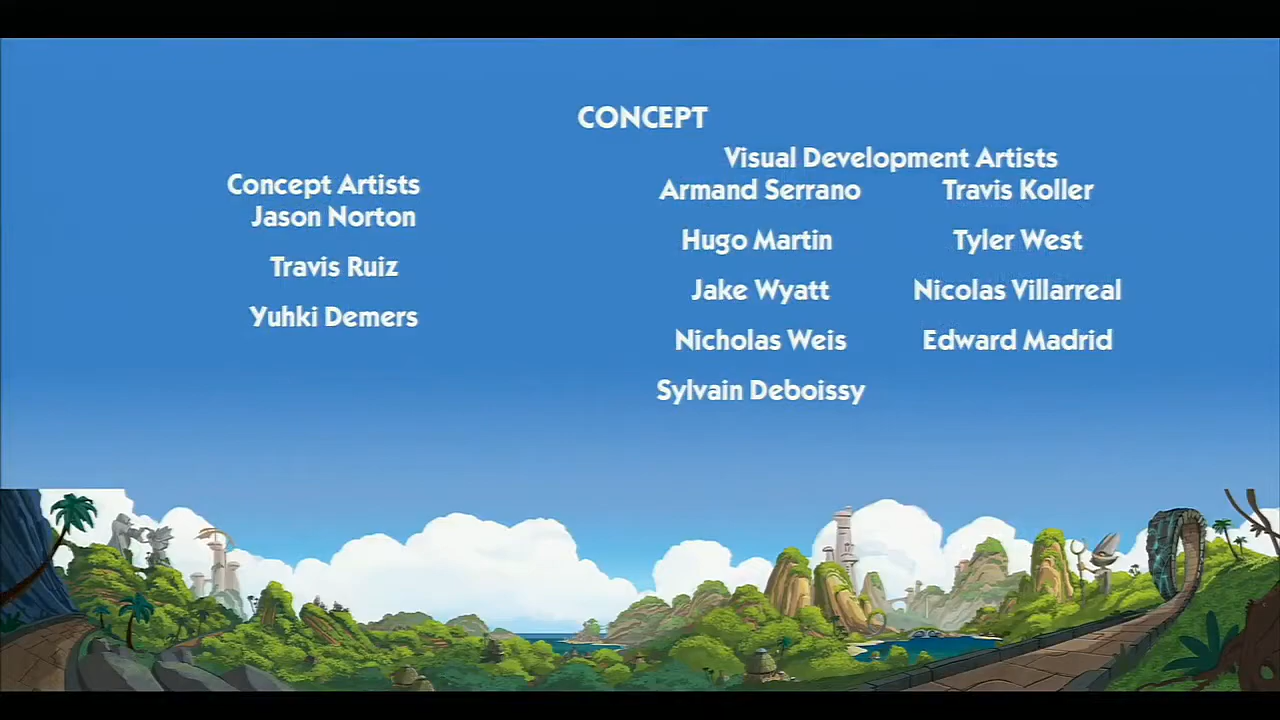 CONCEPT
Concept Artists
Jason Norton
Travis Ruiz
Yuhki Demers
Visual Development Artists
Armand Serrano
Travis Koller
Hugo Martin
Tyler West
Jake Wyatt
Nicolas Villarreal
Nicholas Weis
Edward Madrid
Sylvain Deboissy